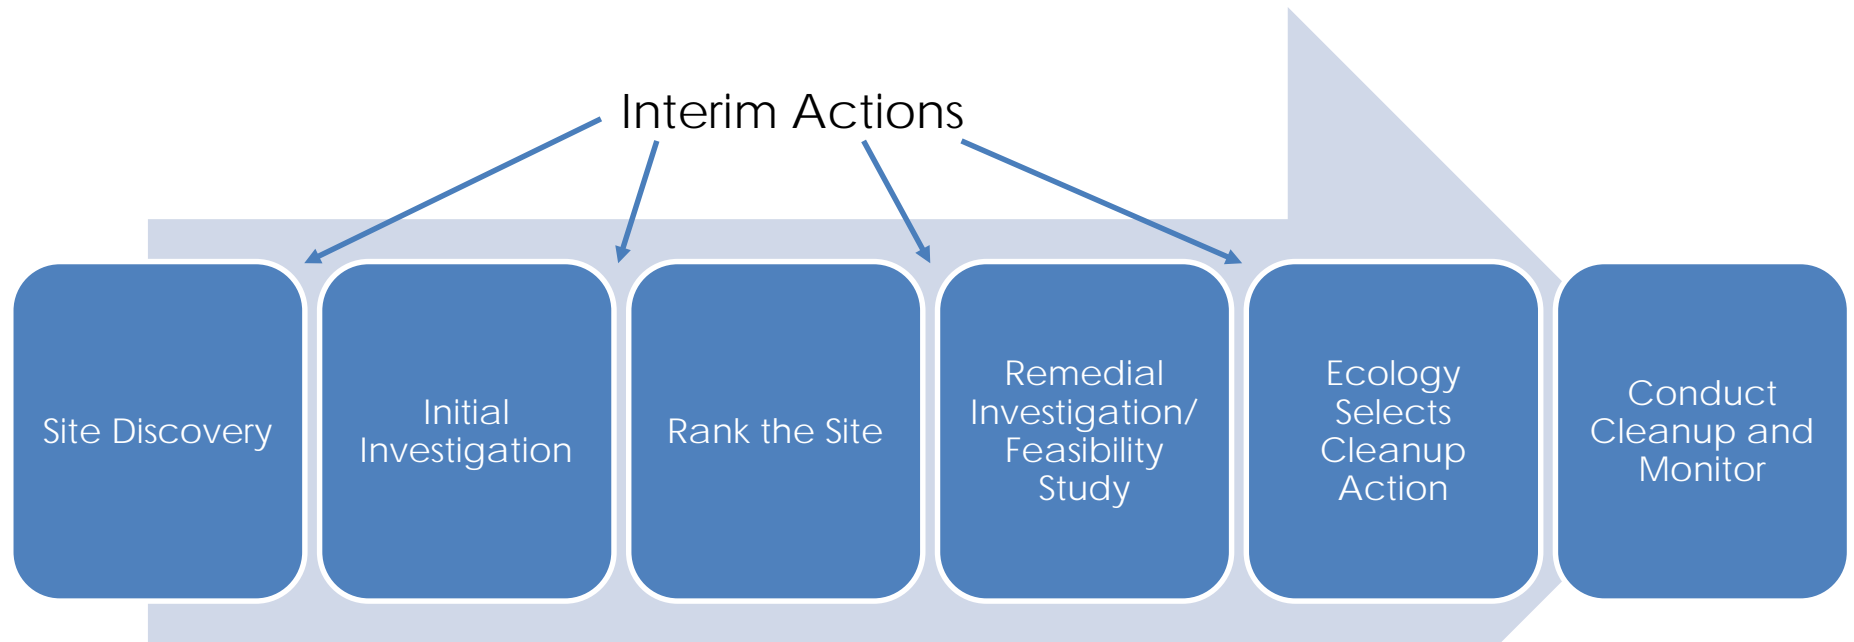 Interim Actions
Site Discovery
Initial
Investigation
Rank the Site
Remedial
Investigation/
Feasibility
Study
Ecology
Selects
Cleanup
Action
Conduct
Cleanup and
Monitor